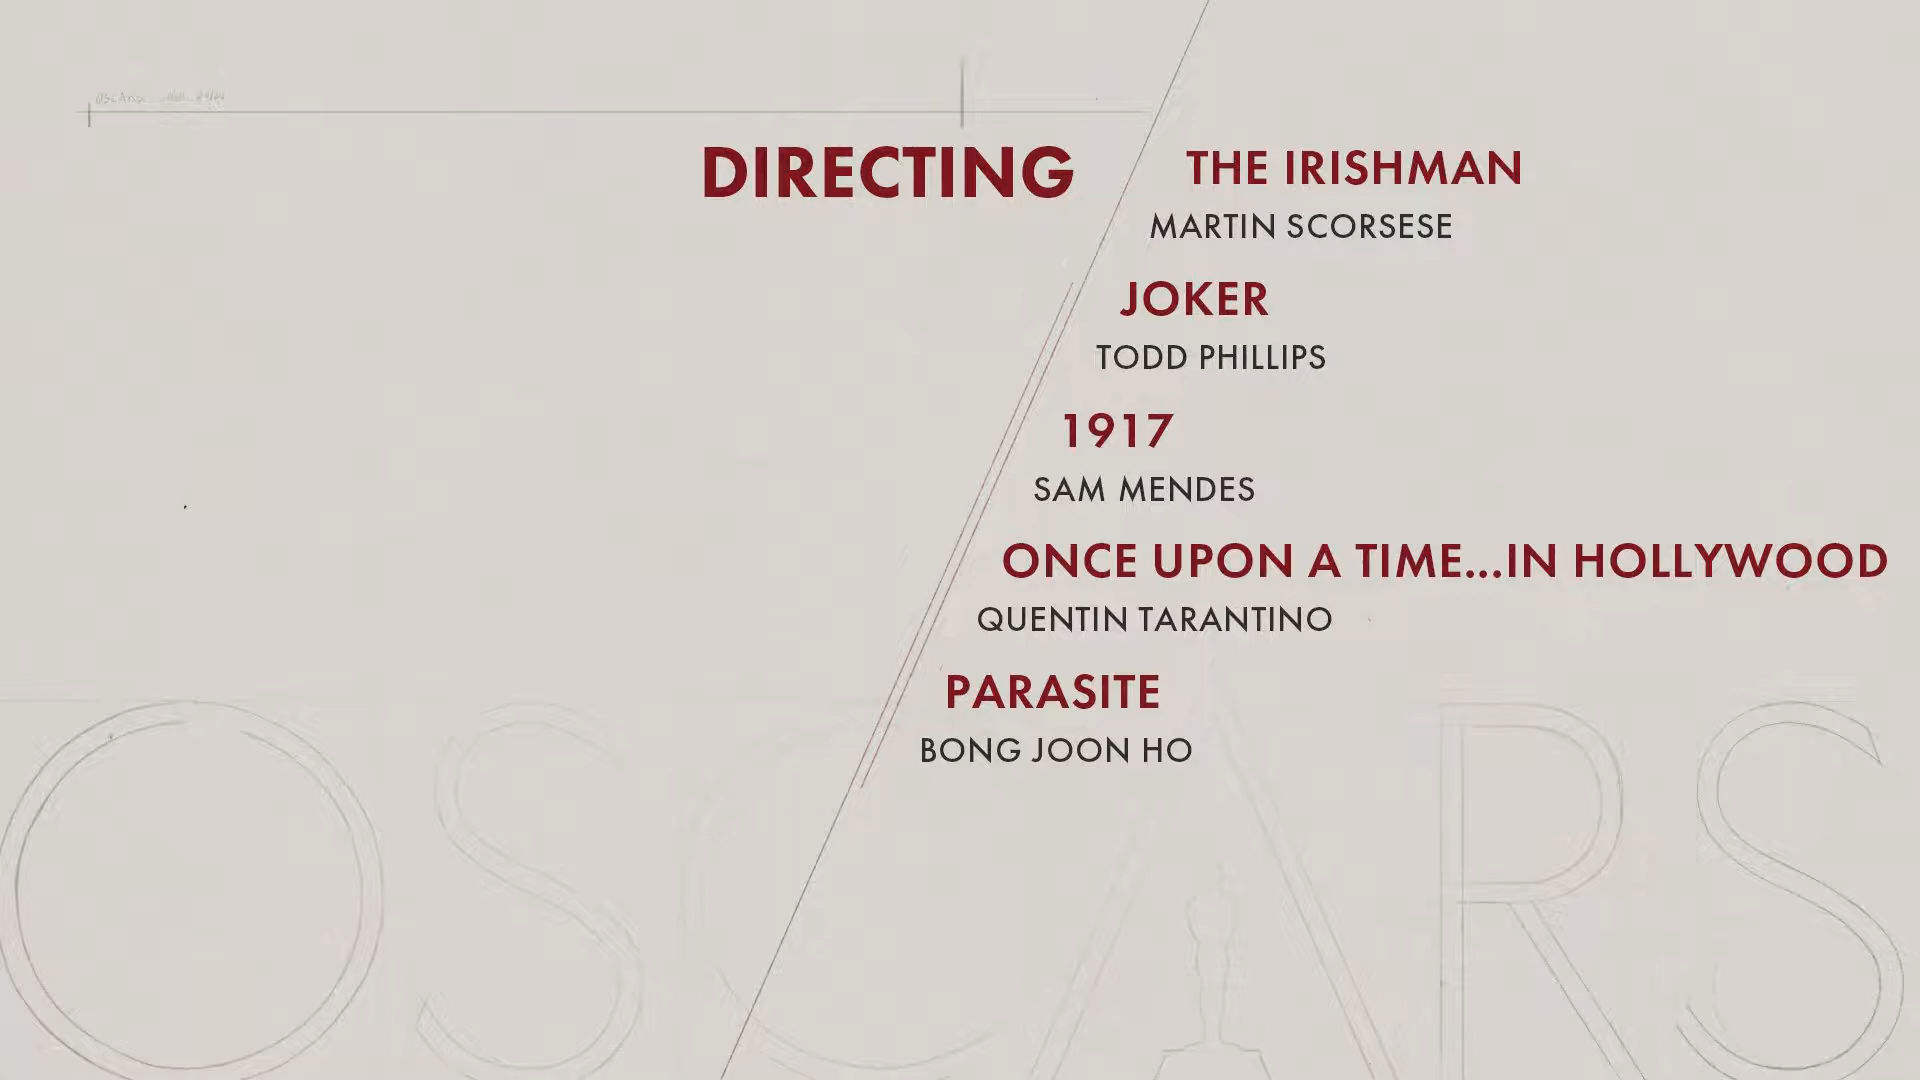 DIRECTING
THE IRISHMAN
MARTIN SCORSESE
JOKER
TODD PHILLIPS
1917
SAM MENDES
ONCE UPON A TIME...IN HOLLYWOOD
QUENTIN TARANTINO
PARASITE
BONG JOON HO
OSCARS